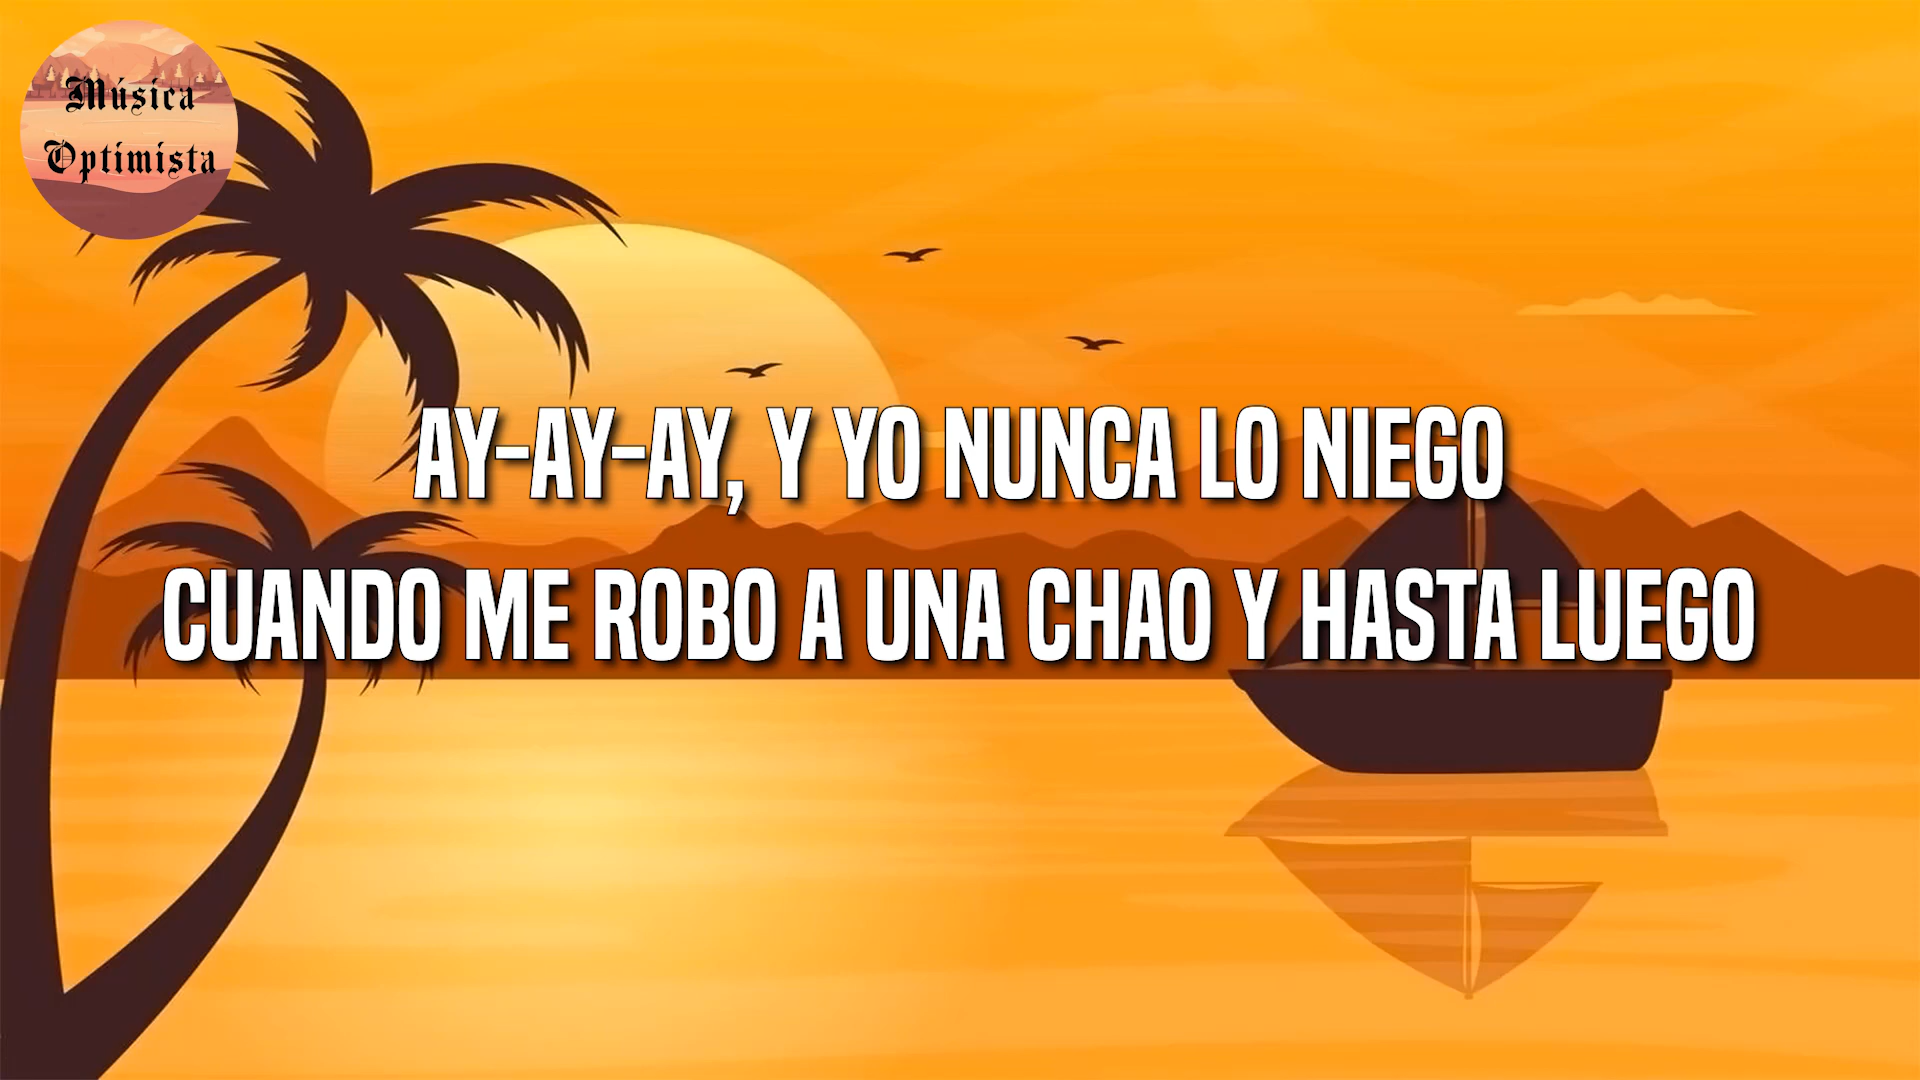 Música
Optimista
AY-AY-AY, Y YO NUNCA LO NIEGO
CUANDO ME ROBO A UNA CHAO Y HASTA LUEGO